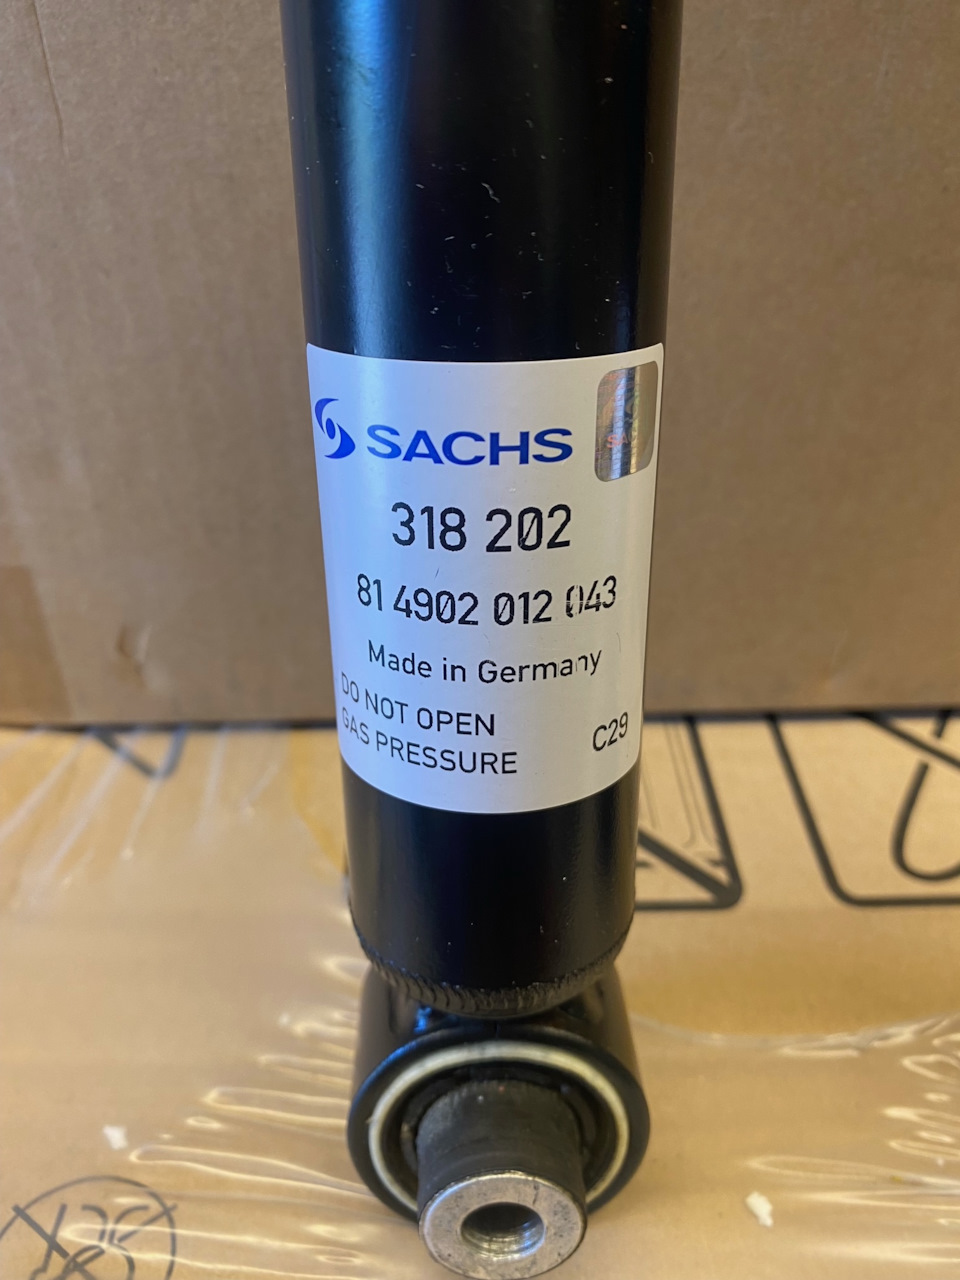 SACHS
318 202
81 4902 012 043
Made in Germany
DO NOT OPEN
GAS PRESSURE
C29